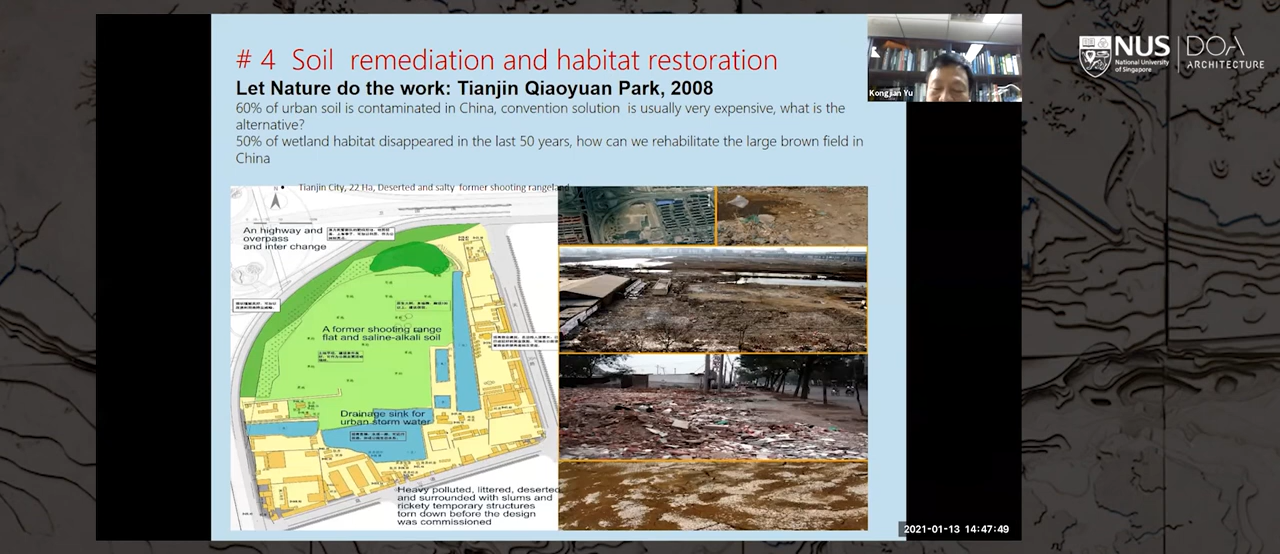 # 4 Soil remediation and habitat restoration
Let Nature do the work: Tianjin Qiaoyuan Park, 2008
60% of urban soil is contaminated in China, convention solution is usually very expensive, what is the
alternative?
50% of wetland habitat disappeared in the last 50 years, how can we rehabilitate the large brown field in
China
Kongjian Yu
NUS
National University
of Singapore
DOA
ARCHITECTURE
• Tianjin City, 22 Ha, Deserted and salty former shooting rangeland
N
An highway and
overpass
and inter change
A former shooting range
flat and saline-alkali soil
Drainage sink for
urban storm water
Heavy polluted, littered, deserted
and surrounded with slums and
rickety temporary structures
torn down before the design
was commissioned
2021-01-13 14:47:49